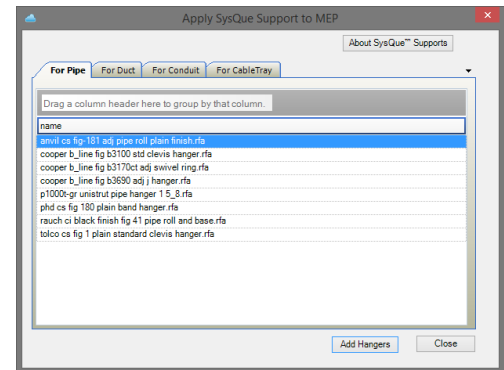 Apply SysQue Support to MEP
About SysQue™ Supports
For Pipe For Duct For Conduit For CableTray
Drag a column header here to group by that column.
name
anvil cs fig-181 adj pipe roll plain finish.rfa
cooper b_line fig b3100 std clevis hanger.rfa
cooper b_line fig b3170ct adj swivel ring.rfa
cooper b_line fig b3690 adj j hanger.rfa
p1000t-gr unistrut pipe hanger 1 5_8.rfa
phd cs fig 180 plain band hanger.rfa
rauch ci black finish fig 41 pipe roll and base.rfa
tolco cs fig 1 plain standard clevis hanger.rfa
Add Hangers Close